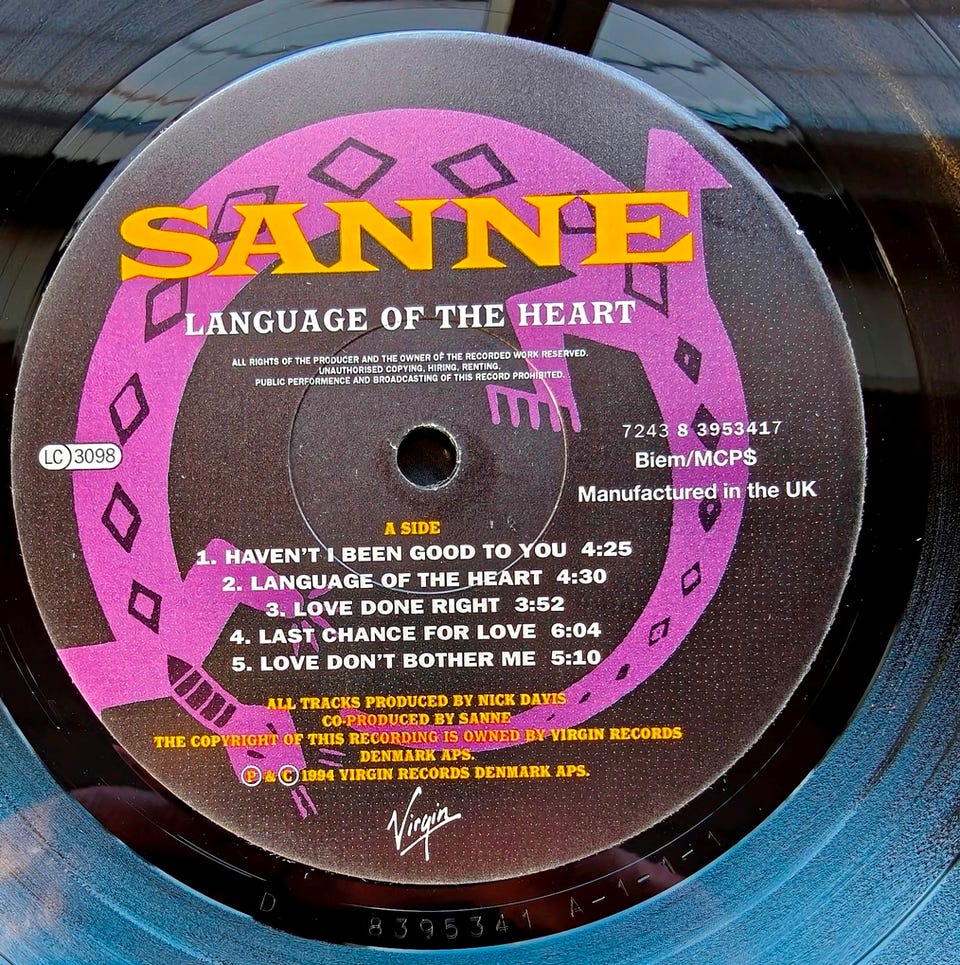 SANNE
LANGUAGE OF THE HEART
ALL RIGHTS OF THE PRODUCER AND THE OWNER OF THE RECORDED WORK RESERVED.
UNAUTHORISED COPYING, HIRING, RENTING,
PUBLIC PERFORMENCE AND BROADCASTING OF THIS RECORD PROHIBITED.
7243 8 3953417
LC 3098
Biem/MCPS
Manufactured in the UK
A SIDE
1. HAVEN'T I BEEN GOOD TO YOU 4:25
2. LANGUAGE OF THE HEART 4:30
3. LOVE DONE RIGHT 3:52
4. LAST CHANCE FOR LOVE 6:04
5. LOVE DON'T BOTHER ME 5:10
ALL TRACKS PRODUCED BY NICK DAVIS
CO-PRODUCED BY SANNE
THE COPYRIGHT OF THIS RECORDING IS OWNED BY VIRGIN RECORDS
DENMARK APS.
Ⓟ & © 1994 VIRGIN RECORDS DENMARK APS.
Virgin
D 8395341 A-1-1-1